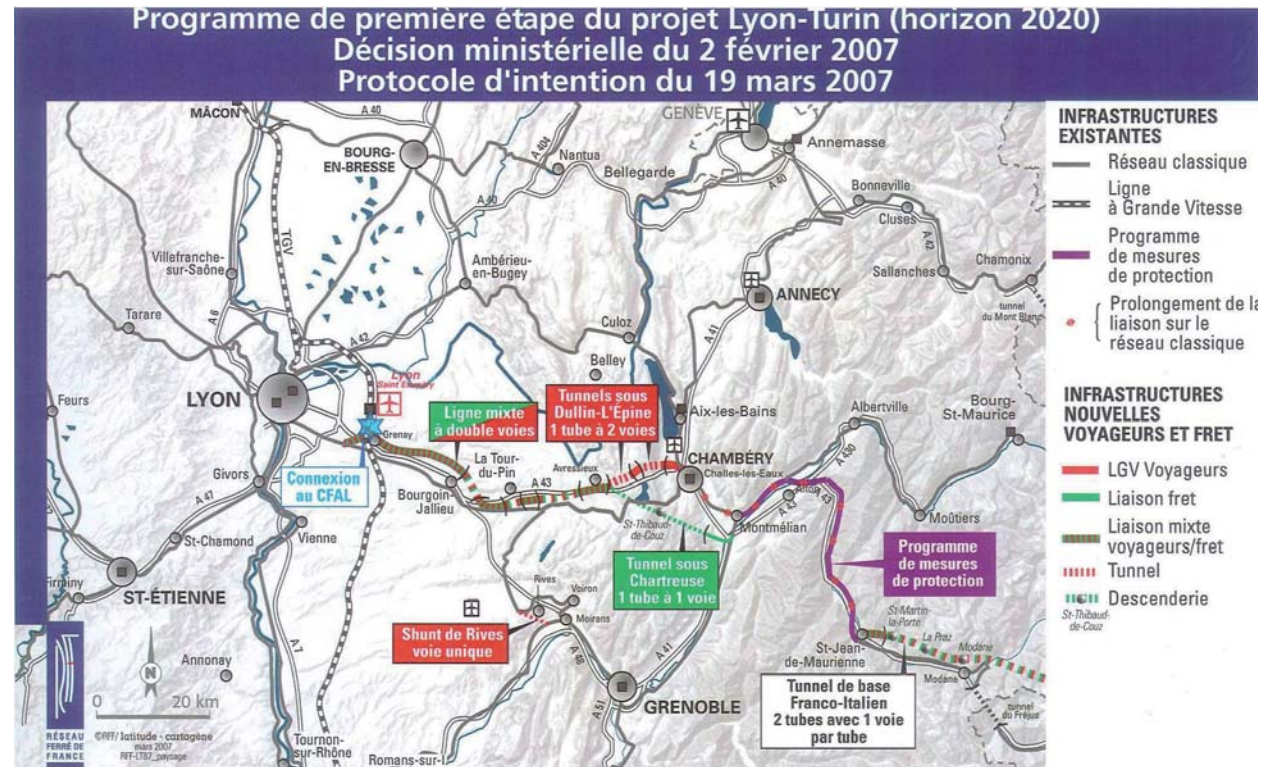 Programme de première étape du projet Lyon-Turin (horizon 2020)
Décision ministérielle du 2 février 2007
Protocole d'intention du 19 mars 2007
MÂCON
A 40
BOURG-
EN-BRESSE
A 404
Nantua
Bellegarde
GENÈVE
Annemasse
A 40
A 40
Bonneville
Cluses
A 42
Sallanches
Chamonix
tunnel
du Mont Blanc
TGV
Villefranche-
sur-Saône
Ambérieu-
en-Bugey
ANNECY
Tarare
A 6
A 42
Culoz
A 41
Belley
LYON
Lyon
Saint Exupéry
Feurs
Grenay
Ligne mixte
à double voies
Tunnels sous
Dullin-L'Épine
1 tube à 2 voies
Aix-les-Bains
Albertville
Bourg-
St-Maurice
Connexion
au CFAL
La Tour-
du-Pin
Avressieux
CHAMBÉRY
Challes-les-Eaux
A 430
Givors
A 47
Bourgoin-
Jallieu
A 43
A 43
Aiton
Montmélian
Moûtiers
St-Thibaud-
de-Couz
St-Chamond
Vienne
Firminy
ST-ÉTIENNE
Tunnel sous
Chartreuse
1 tube à 1 voie
Programme
de mesures
de protection
Rives
Voiron
Moirans
Shunt de Rives
voie unique
St-Martin-
la-Porte
La Praz
Modane
St-Jean-
de-Maurienne
Modane
Annonay
A 7
A 48
A 41
A 51
GRENOBLE
Tunnel de base
Franco-Italien
2 tubes avec 1 voie
par tube
tunnel
du Fréjus
N
0 20 km
©RFF/ latitude - cartagène
mars 2007
RFF-LT87_paysage
RÉSEAU
FERRÉ DE
FRANCE
Tournon-
sur-Rhône
Romans-sur-I
INFRASTRUCTURES
EXISTANTES
Réseau classique
Ligne
à Grande Vitesse
Programme
de mesures
de protection
Prolongement de la
liaison sur le
réseau classique
INFRASTRUCTURES
NOUVELLES
VOYAGEURS ET FRET
LGV Voyageurs
Liaison fret
Liaison mixte
voyageurs/fret
Tunnel
Descenderie
St-Thibaud-
de-Couz